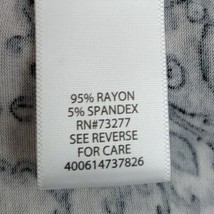 95% RAYON
5% SPANDEX
RN#73277
SEE REVERSE
FOR CARE
400614737826